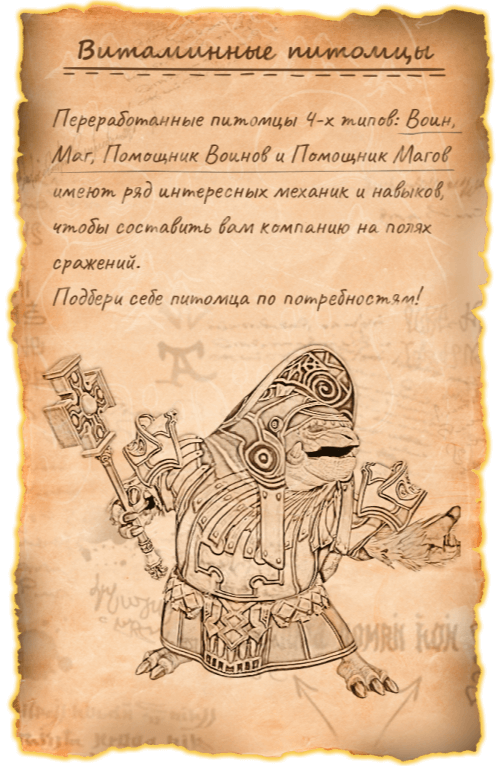 Витаминные питомцы
Переработанные питомцы 4-х типов: Воин,
Маг, Помощник Воинов и Помощник Магов
имеют ряд интересных механик и навыков,
чтобы составить вам компанию на полях
сражений.
Подбери себе питомца по потребностям!